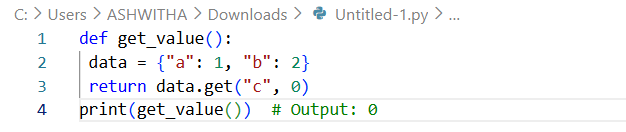 C: > Users > ASHWITHA > Downloads > Untitled-1.py > ...
1 def get_value():
2  data = {"a": 1, "b": 2}
3  return data.get("c", 0)
4 print(get_value())  # Output: 0